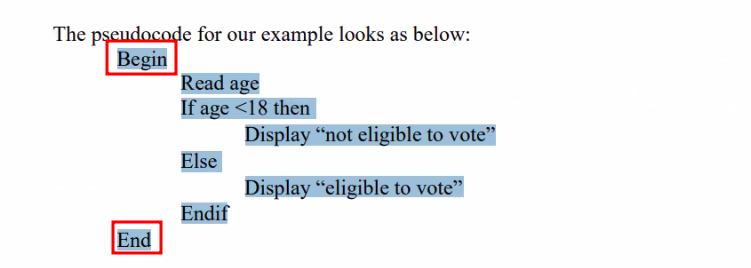 The pseudocode for our example looks as below:
Begin
Read age
If age <18 then
Display “not eligible to vote”
Else
Display “eligible to vote”
Endif
End